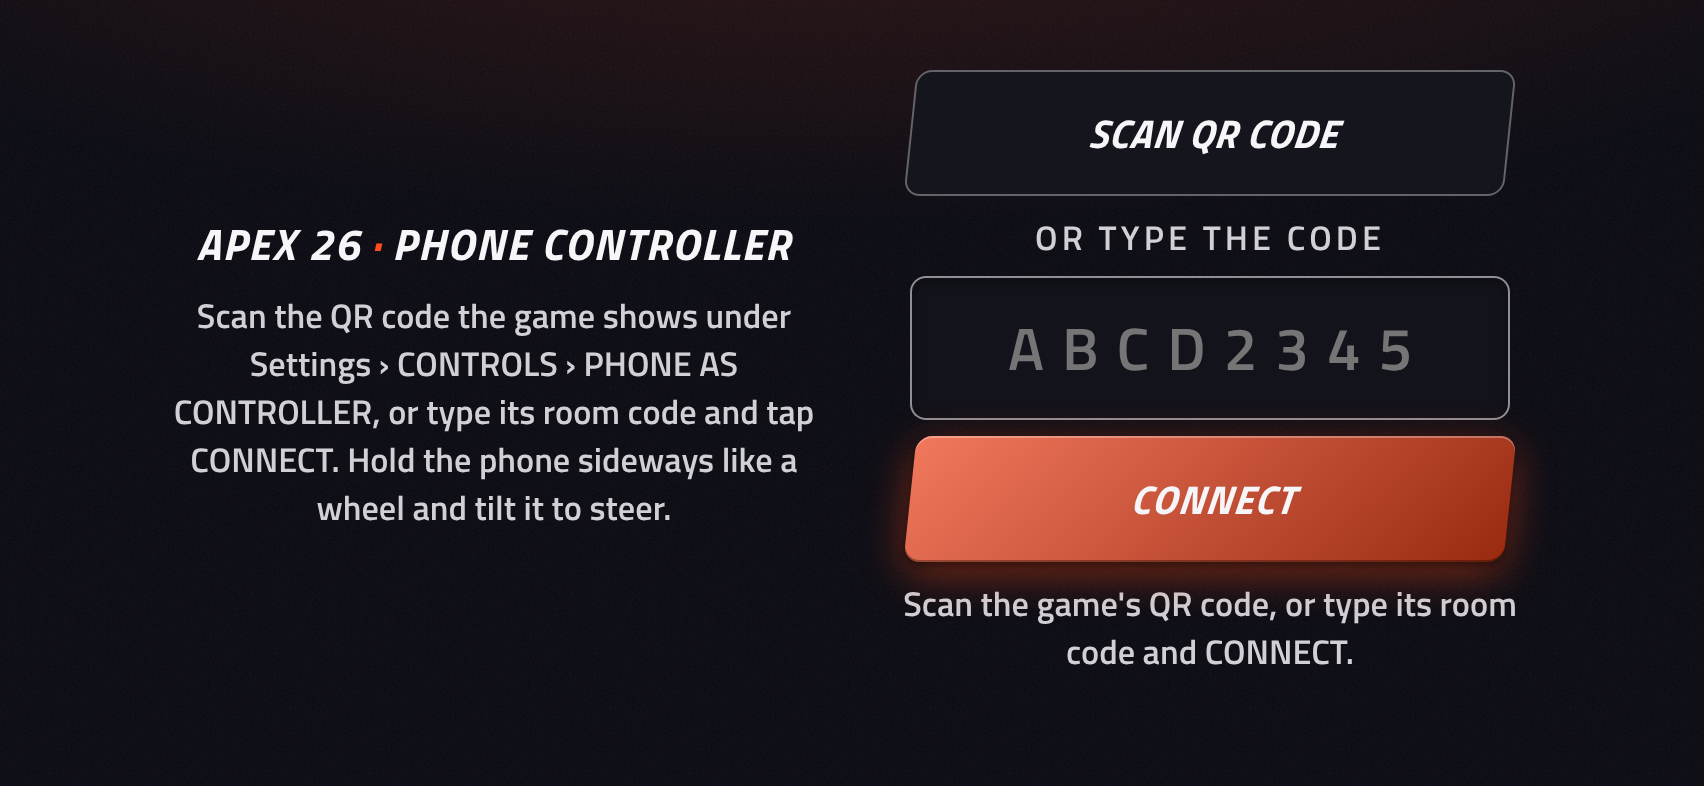 APEX 26 · PHONE CONTROLLER
Scan the QR code the game shows under
Settings › CONTROLS › PHONE AS
CONTROLLER, or type its room code and tap
CONNECT. Hold the phone sideways like a
wheel and tilt it to steer.
SCAN QR CODE
OR TYPE THE CODE
ABCD2345
CONNECT
Scan the game's QR code, or type its room
code and CONNECT.